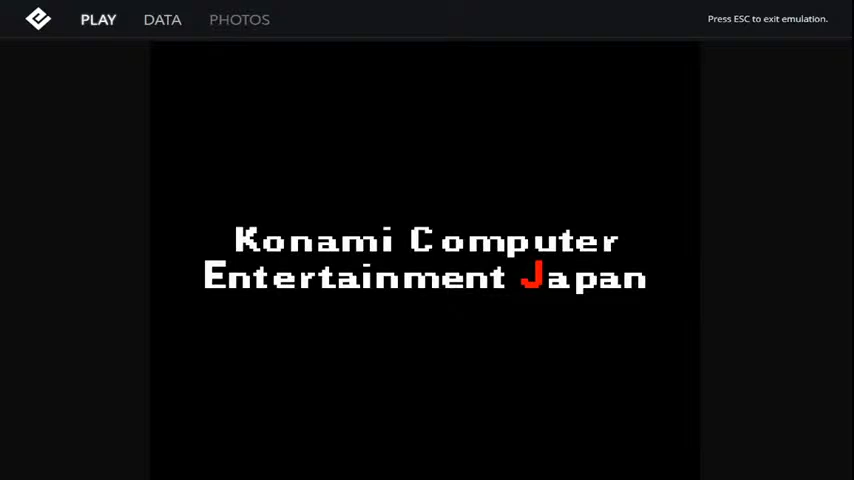 PLAY DATA PHOTOS Press ESC to exit emulation.
Konami Computer
Entertainment Japan